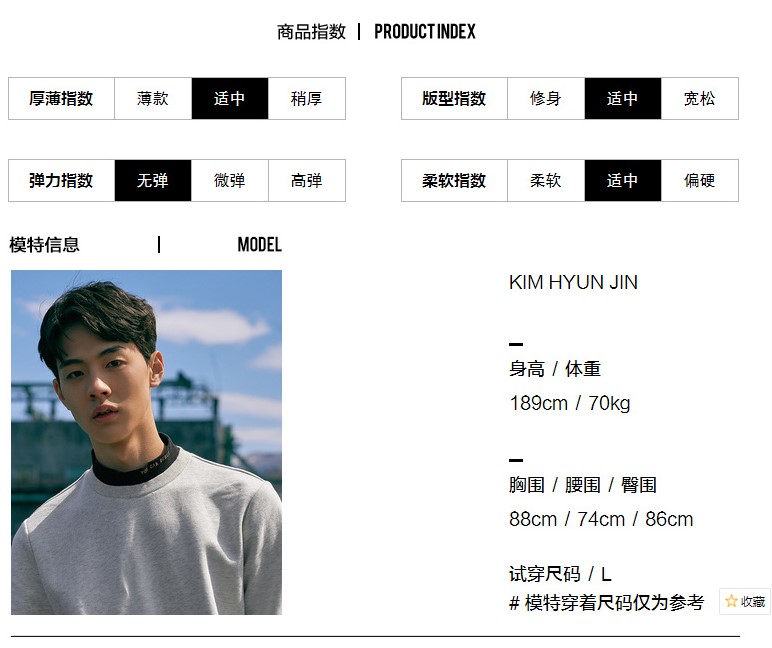 商品指数 | PRODUCT INDEX
厚薄指数 薄款 适中 稍厚
版型指数 修身 适中 宽松
弹力指数 无弹 微弹 高弹
柔软指数 柔软 适中 偏硬
模特信息 | MODEL
KIM HYUN JIN
身高 / 体重
189cm / 70kg
胸围 / 腰围 / 臀围
88cm / 74cm / 86cm
试穿尺码 / L
# 模特穿着尺码仅为参考
收藏